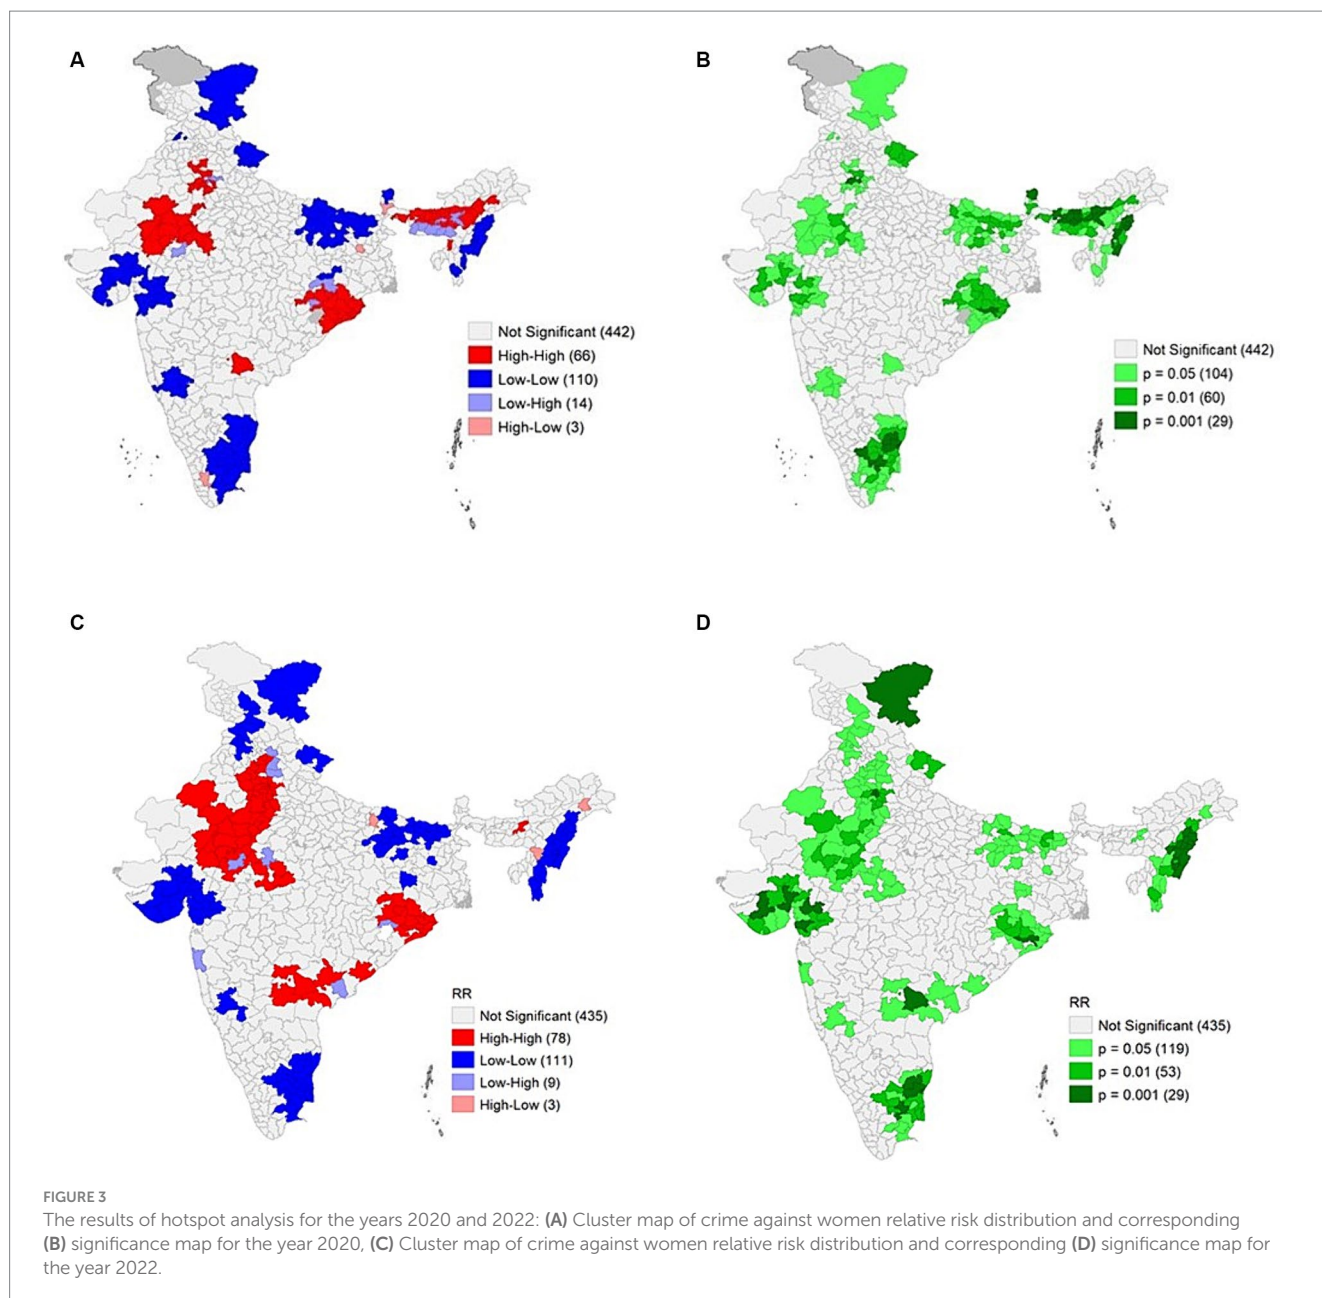 A
B
Not Significant (442)
High-High (66)
Low-Low (110)
Low-High (14)
High-Low (3)
Not Significant (442)
p = 0.05 (104)
p = 0.01 (60)
p = 0.001 (29)
C
D
RR
Not Significant (435)
High-High (78)
Low-Low (111)
Low-High (9)
High-Low (3)
RR
Not Significant (435)
p = 0.05 (119)
p = 0.01 (53)
p = 0.001 (29)
FIGURE 3
The results of hotspot analysis for the years 2020 and 2022: (A) Cluster map of crime against women relative risk distribution and corresponding
(B) significance map for the year 2020, (C) Cluster map of crime against women relative risk distribution and corresponding (D) significance map for
the year 2022.